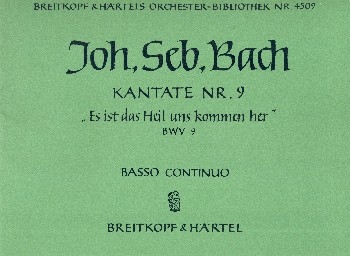 BREITKOPF & HÄRTELS ORCHESTER-BIBLIOTHEK NR. 4509
Joh. Seb. Bach
KANTATE NR. 9
„Es ist das Heil uns kommen her"
BWV 9
BASSO CONTINUO
BREITKOPF & HÄRTEL